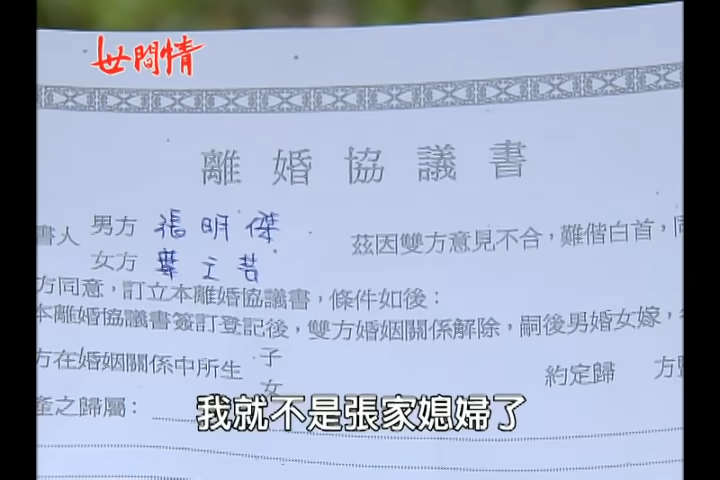 世間情
離婚協議書
書人 男方 張明傑
茲因雙方意見不合，難偕白首，同
女方 葉立芸
方同意，訂立本離婚協議書，條件如後：
本離婚協議書簽訂登記後，雙方婚姻關係解除，嗣後男婚女嫁，
方在婚姻關係中所生 子
女
約定歸 方
產之歸屬：
我就不是張家媳婦了